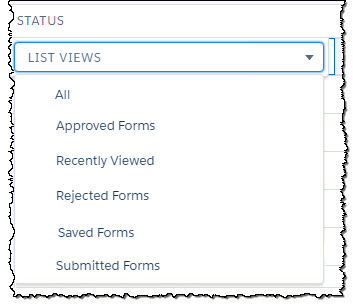 STATUS
LIST VIEWS
All
Approved Forms
Recently Viewed
Rejected Forms
Saved Forms
Submitted Forms